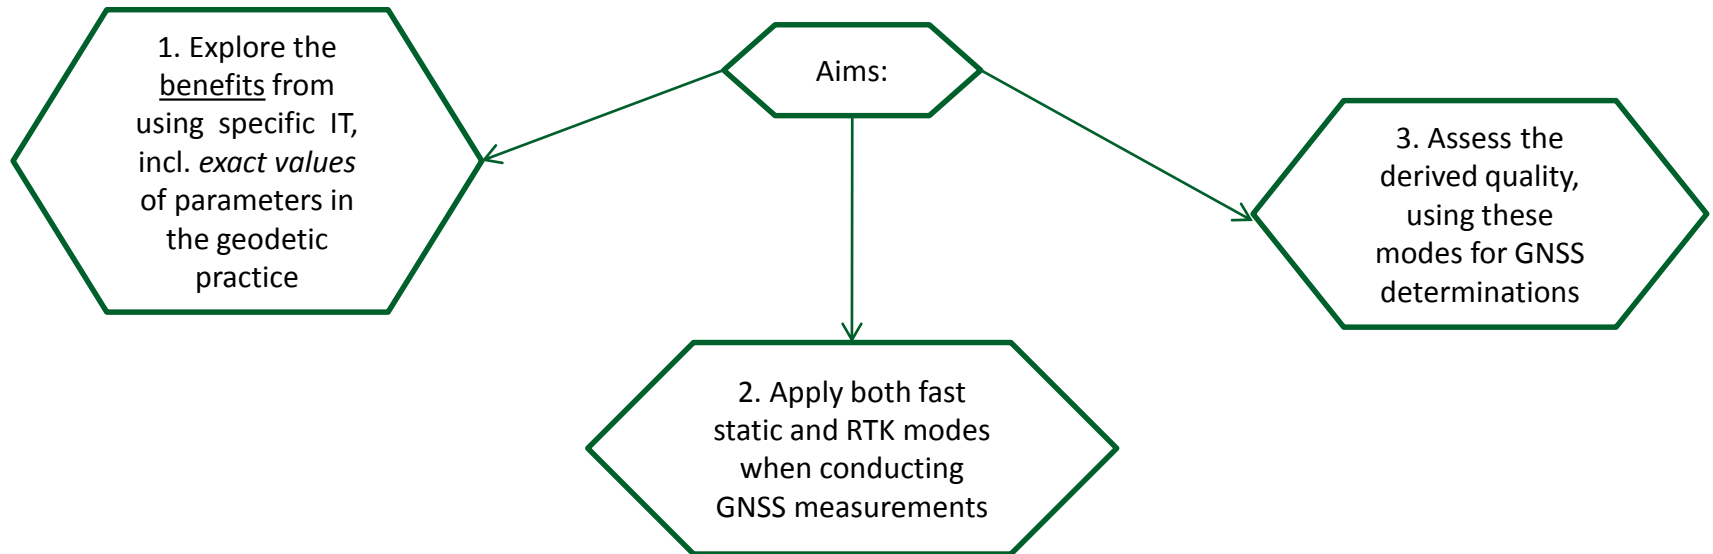 Aims:
1. Explore the
benefits from
using specific IT,
incl. exact values
of parameters in
the geodetic
practice
2. Apply both fast
static and RTK modes
when conducting
GNSS measurements
3. Assess the
derived quality,
using these
modes for GNSS
determinations